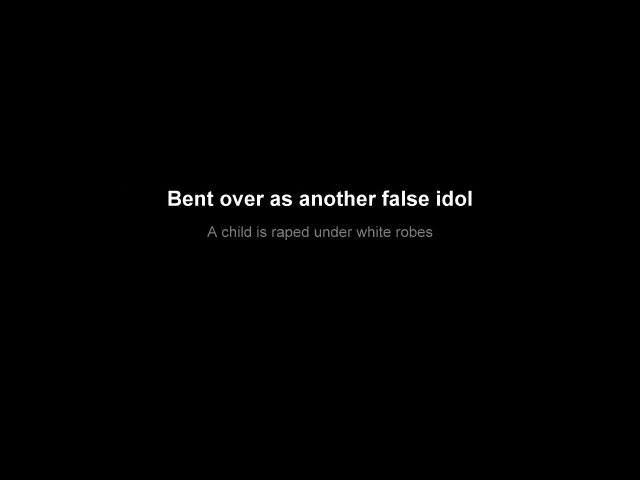 Bent over as another false idol
A child is raped under white robes